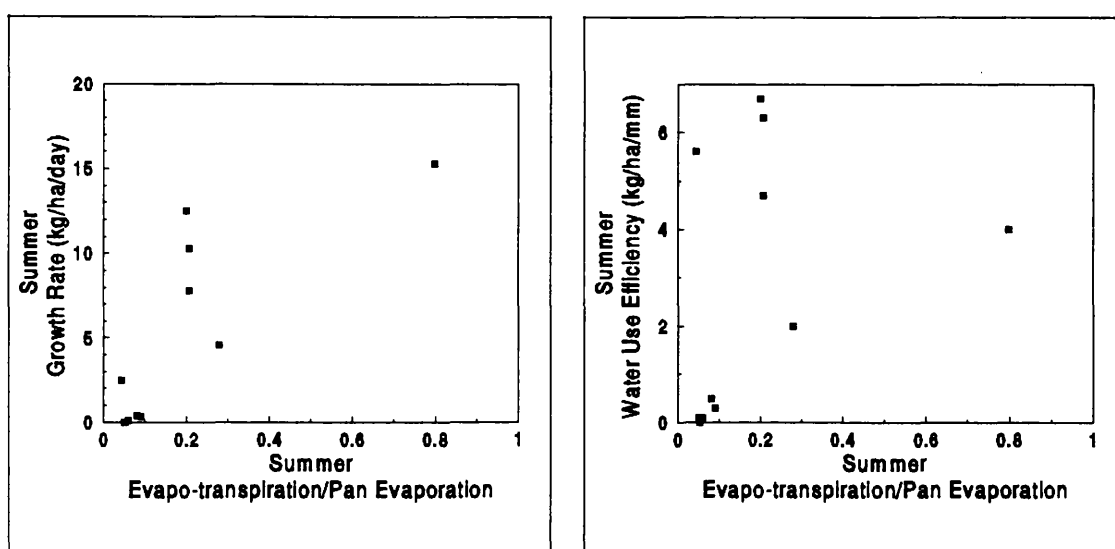 20
15
10
5
0
Summer
Growth Rate (kg/ha/day)
0 0.2 0.4 0.6 0.8 1
Summer
Evapo-transpiration/Pan Evaporation
6
4
2
0
Summer
Water Use Efficiency (kg/ha/mm)
0 0.2 0.4 0.6 0.8 1
Summer
Evapo-transpiration/Pan Evaporation